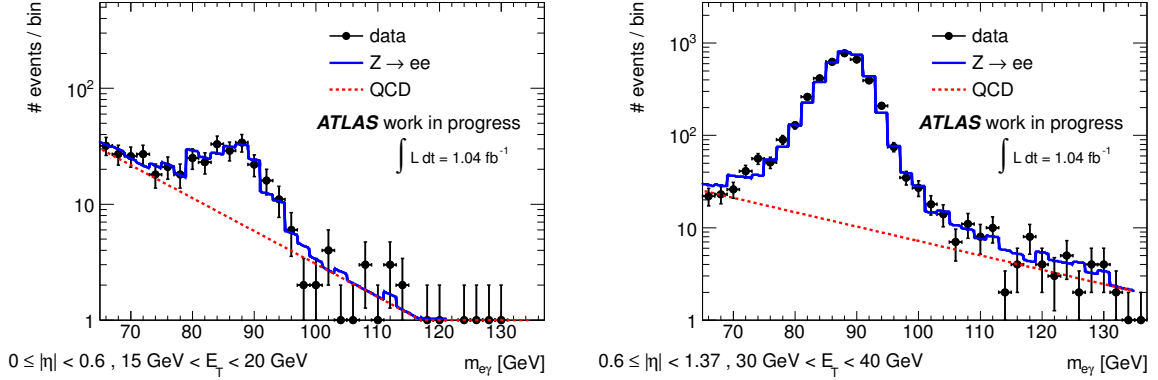 # events / bin
10²
10
1
data
Z → ee
QCD
ATLAS work in progress
∫ L dt = 1.04 fb⁻¹
70 80 90 100 110 120 130
0 ≤ |η| < 0.6 , 15 GeV < E_T < 20 GeV
m_eγ [GeV]
# events / bin
10³
10²
10
1
data
Z → ee
QCD
ATLAS work in progress
∫ L dt = 1.04 fb⁻¹
70 80 90 100 110 120 130
0.6 ≤ |η| < 1.37 , 30 GeV < E_T < 40 GeV
m_eγ [GeV]